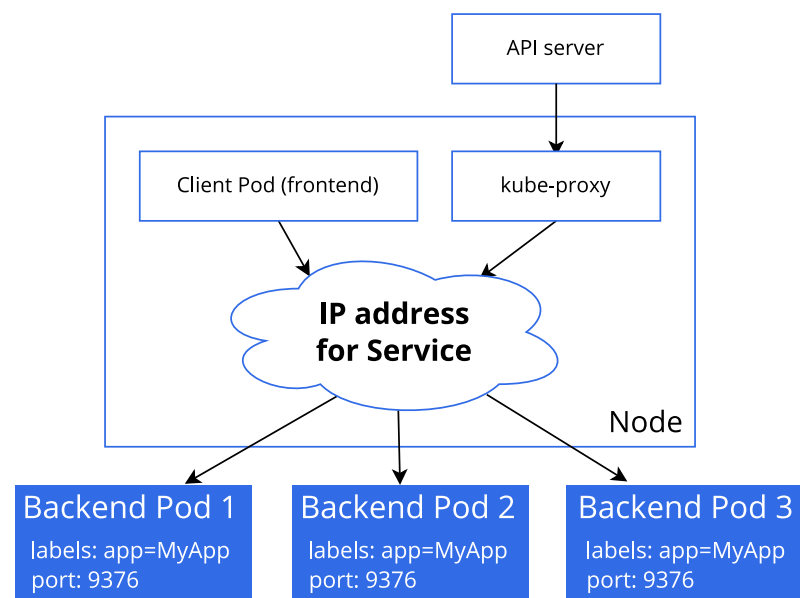 API server
Client Pod (frontend)
kube-proxy
IP address
for Service
Node
Backend Pod 1
labels: app=MyApp
port: 9376
Backend Pod 2
labels: app=MyApp
port: 9376
Backend Pod 3
labels: app=MyApp
port: 9376